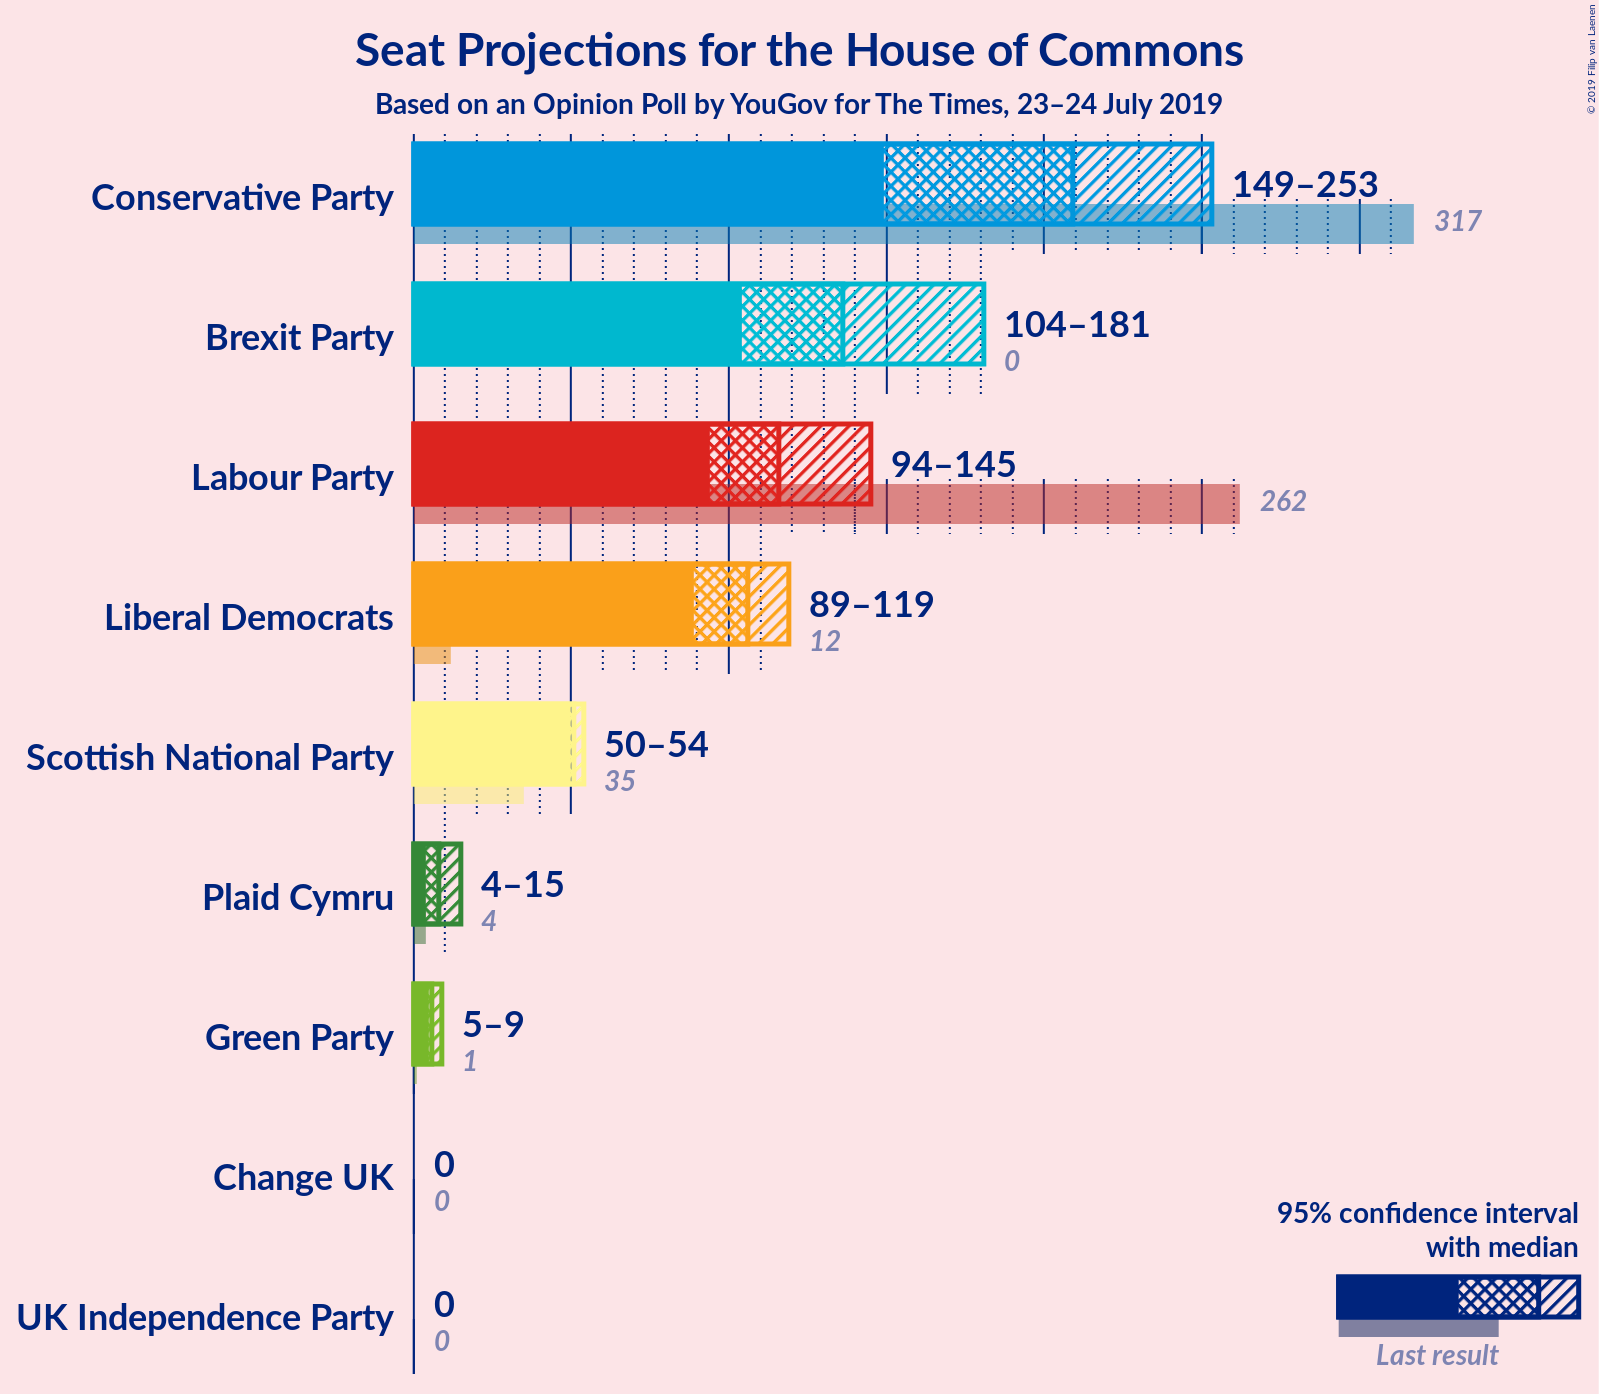 Seat Projections for the House of Commons
Based on an Opinion Poll by YouGov for The Times, 23–24 July 2019
© 2019 Filip van Laenen
Conservative Party
149–253
317
Brexit Party
104–181
0
Labour Party
94–145
262
Liberal Democrats
89–119
12
Scottish National Party
50–54
35
Plaid Cymru
4–15
4
Green Party
5–9
1
Change UK
0
0
UK Independence Party
0
0
95% confidence interval
with median
Last result